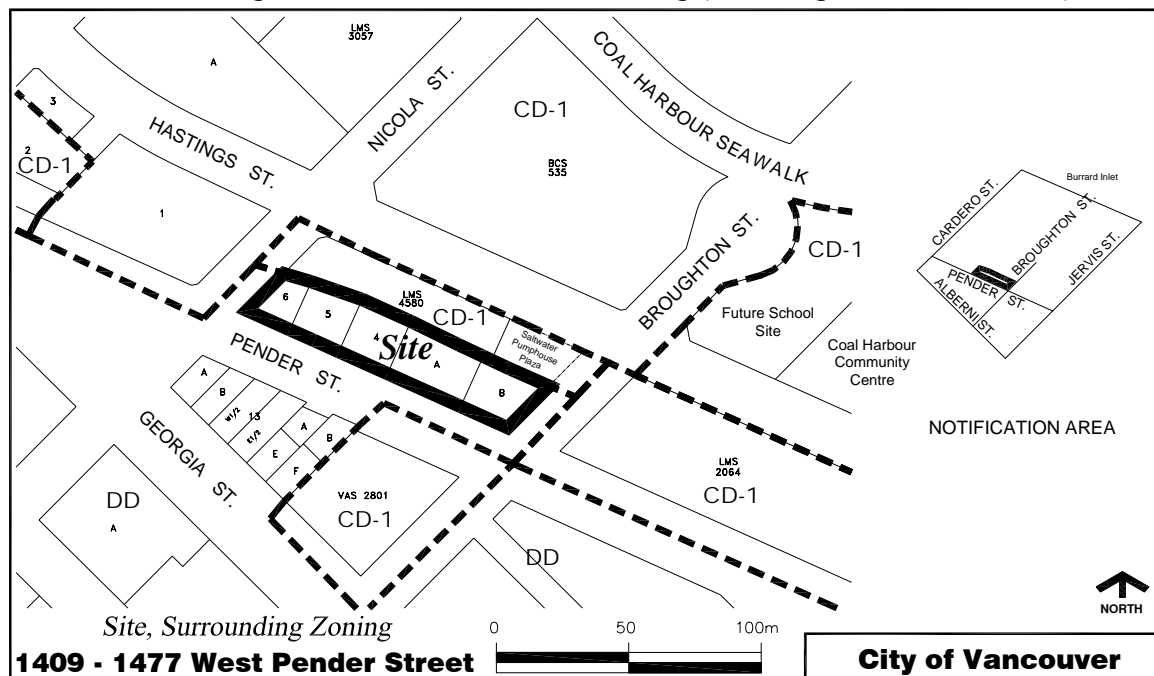 LMS
3057
A
3
HASTINGS ST.
NICOLA ST.
CD-1
COAL HARBOUR SEAWALK
2
CD-1
BCS
535
1
BROUGHTON ST.
CD-1
LMS
4580
CD-1
6
5
4
A
B
Site
Saltwater
Pumphouse
Plaza
Future School
Site
Coal Harbour
Community
Centre
PENDER ST.
A
B
W1/2
13
E1/2
A
B
E
F
GEORGIA ST.
VAS 2801
CD-1
LMS
2064
CD-1
DD
A
DD
Burrard Inlet
CARDERO ST.
BROUGHTON ST.
JERVIS ST.
PENDER ST.
ALBERNI ST.
NOTIFICATION AREA
NORTH
Site, Surrounding Zoning
0 50 100m
1409 - 1477 West Pender Street
City of Vancouver